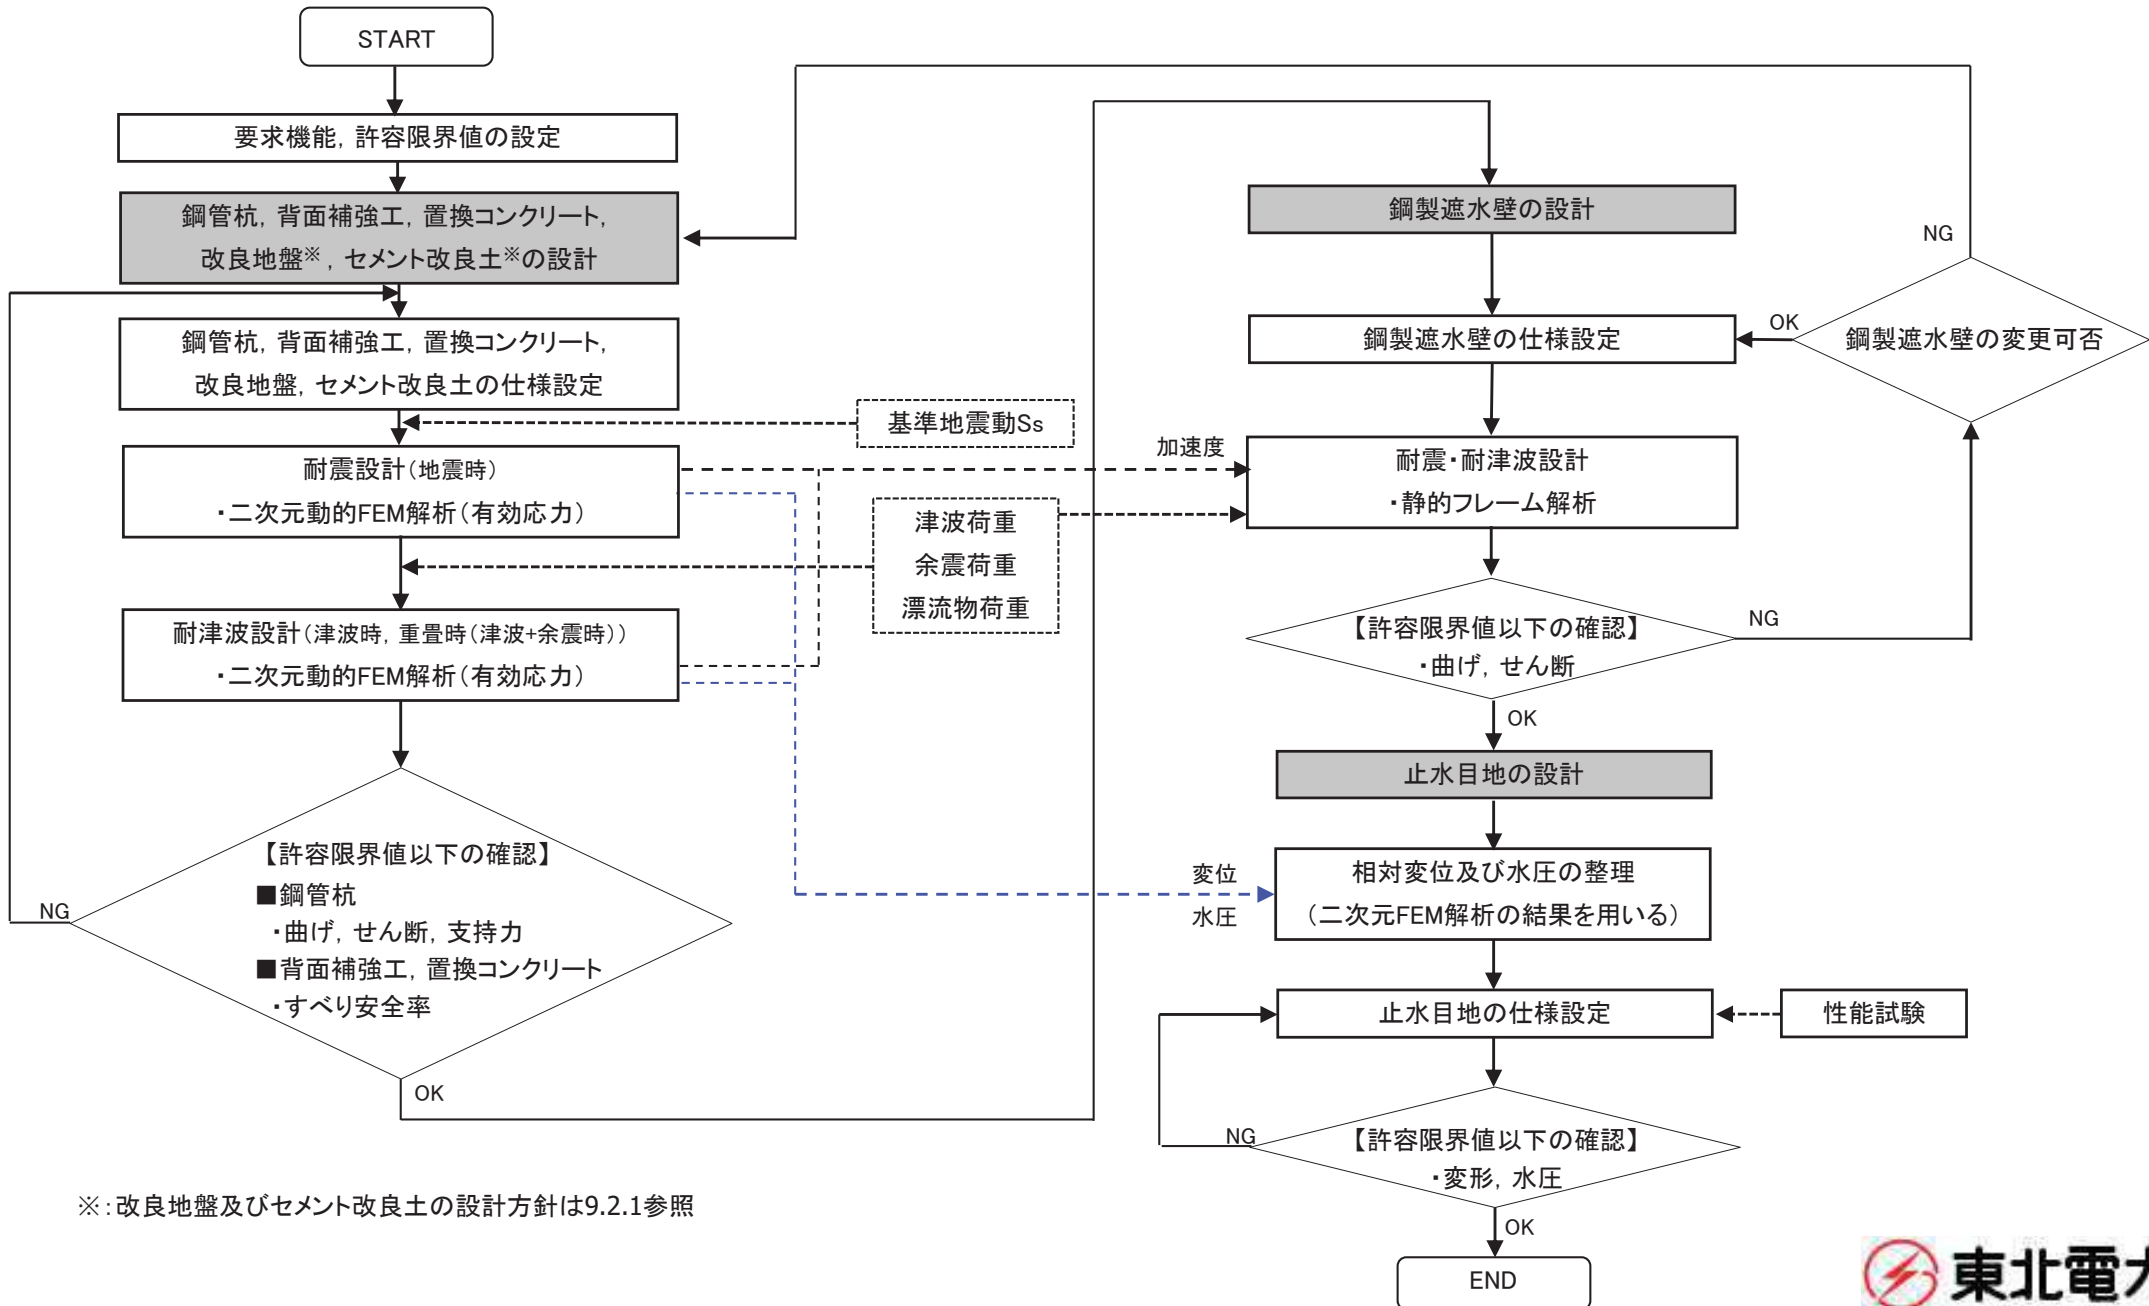 START
要求機能, 許容限界値の設定
鋼管杭, 背面補強工, 置換コンクリート,
改良地盤※, セメント改良土※の設計
鋼管杭, 背面補強工, 置換コンクリート,
改良地盤, セメント改良土の仕様設定
基準地震動Ss
耐震設計(地震時)
・二次元動的FEM解析(有効応力)
津波荷重
余震荷重
漂流物荷重
耐津波設計(津波時, 重畳時(津波+余震時))
・二次元動的FEM解析(有効応力)
【許容限界値以下の確認】
■鋼管杭
・曲げ, せん断, 支持力
■背面補強工, 置換コンクリート
・すべり安全率
NG
OK
鋼製遮水壁の設計
鋼製遮水壁の仕様設定
OK
鋼製遮水壁の変更可否
NG
加速度
耐震・耐津波設計
・静的フレーム解析
【許容限界値以下の確認】
・曲げ, せん断
NG
OK
止水目地の設計
変位
水圧
相対変位及び水圧の整理
(二次元FEM解析の結果を用いる)
止水目地の仕様設定
性能試験
【許容限界値以下の確認】
・変形, 水圧
NG
OK
END
※:改良地盤及びセメント改良土の設計方針は9.2.1参照
東北電